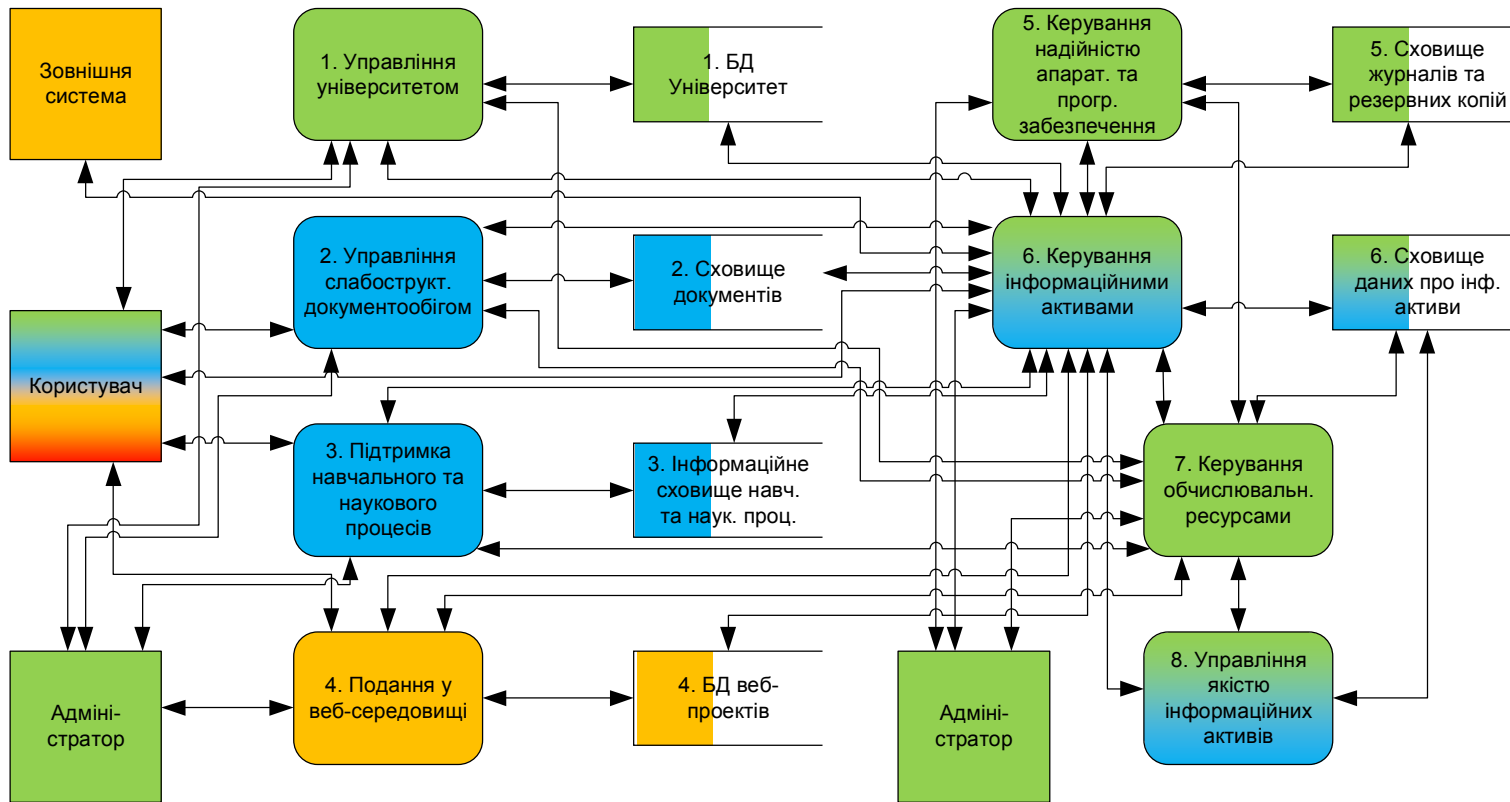 Зовнішня
система
1. Управління
університетом
1. БД
Університет
5. Керування
надійністю
апарат. та
прогр.
забезпечення
5. Сховище
журналів та
резервних копій
2. Управління
слабострукт.
документообігом
2. Сховище
документів
6. Керування
інформаційними
активами
6. Сховище
даних про інф.
активи
Користувач
3. Підтримка
навчального та
наукового
процесів
3. Інформаційне
сховище навч.
та наук. проц.
7. Керування
обчислювальн.
ресурсами
Адміні-
стратор
4. Подання у
веб-середовищі
4. БД веб-
проектів
Адміні-
стратор
8. Управління
якістю
інформаційних
активів